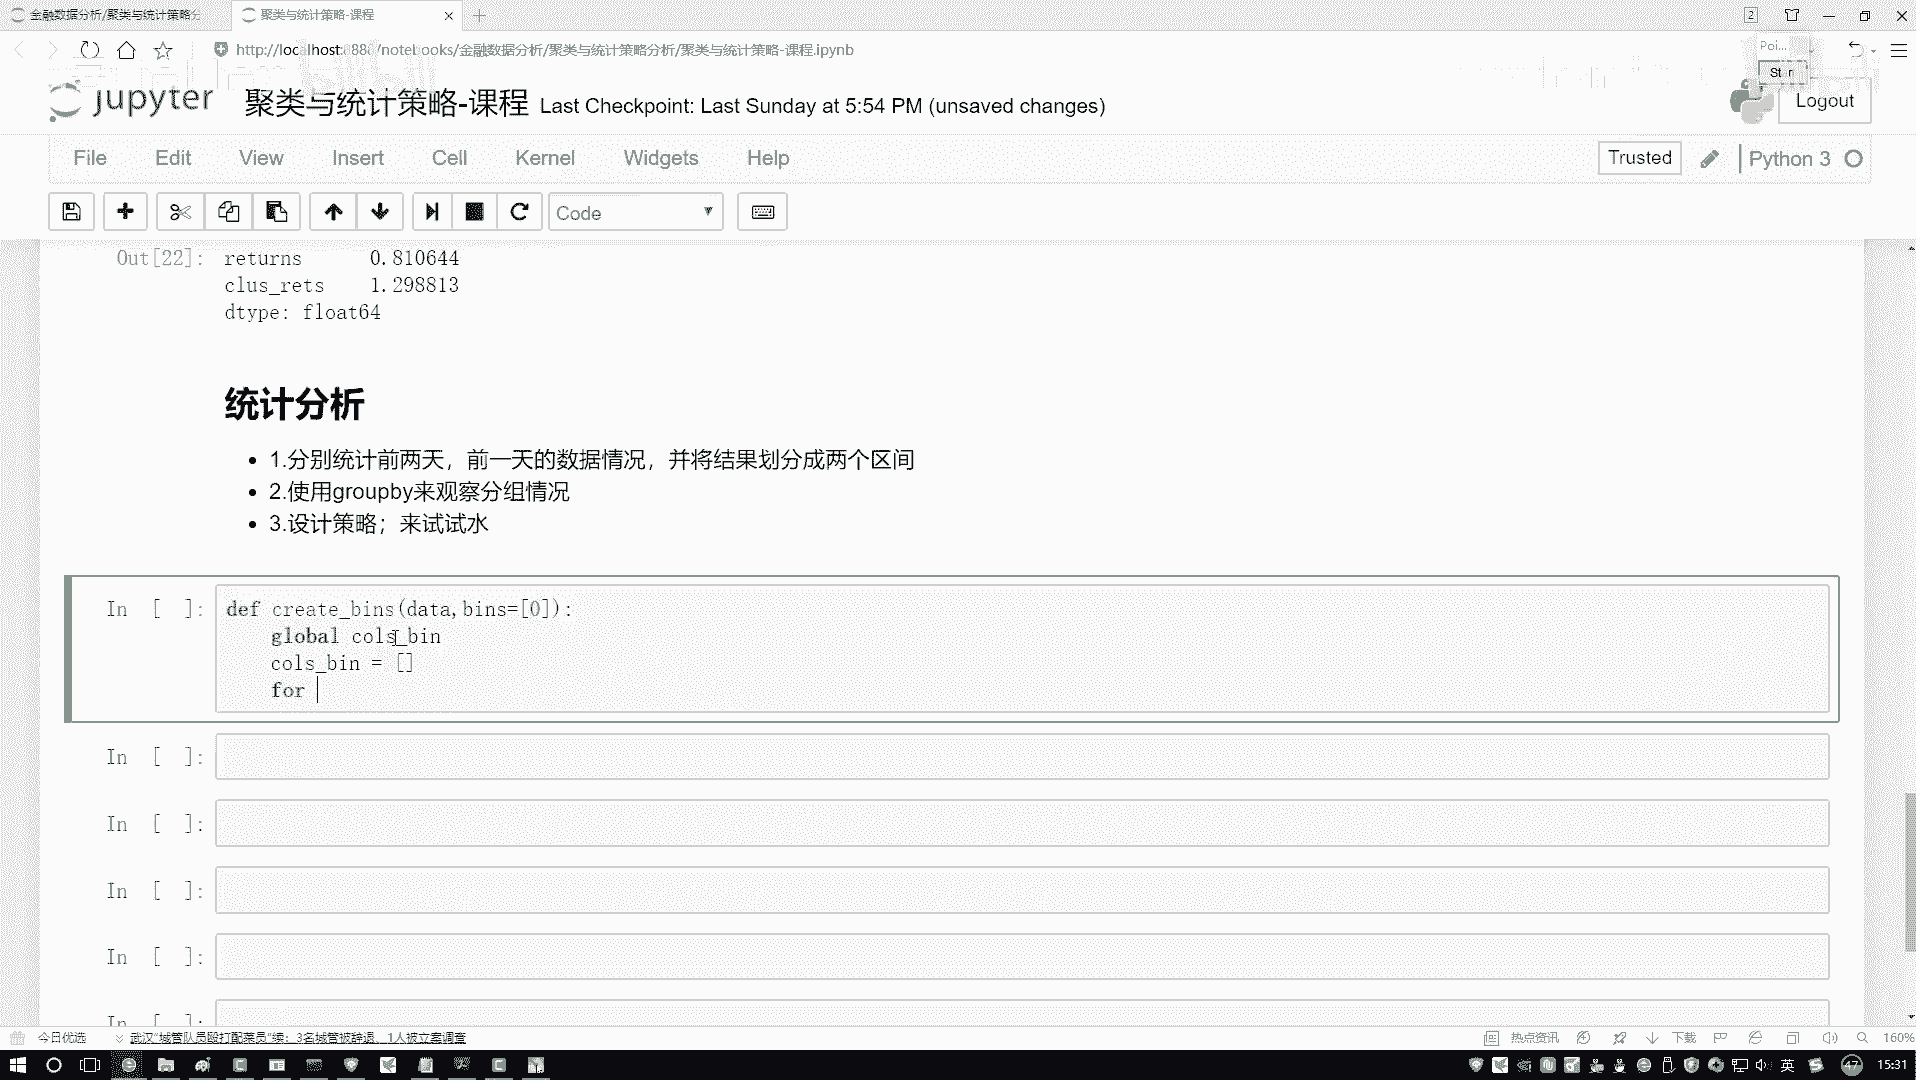 金融数据分析/聚类与统计策略分
聚类与统计策略-课程
2
http://localhost:888/notebooks/金融数据分析/聚类与统计策略分析/聚类与统计策略-课程.ipynb
Poi...
jupyter
聚类与统计策略-课程
Last Checkpoint: Last Sunday at 5:54 PM (unsaved changes)
Logout
File Edit View Insert Cell Kernel Widgets Help
Trusted
Python 3
Code
Out[22]: returns 0.810644
clus_rets 1.298813
dtype: float64
统计分析
• 1.分别统计前两天，前一天的数据情况，并将结果划分成两个区间
• 2.使用groupby来观察分组情况
• 3.设计策略；来试试水
In [ ]: def create_bins(data,bins=[0]):
global cols_bin
cols_bin = []
for
In [ ]:
In [ ]:
In [ ]:
In [ ]:
In [ ]:
今日优选
武汉“城管队员殴打配菜员”续：3名城管被辞退，1人被立案调查
热点资讯
下载
160%
英
47
15:31